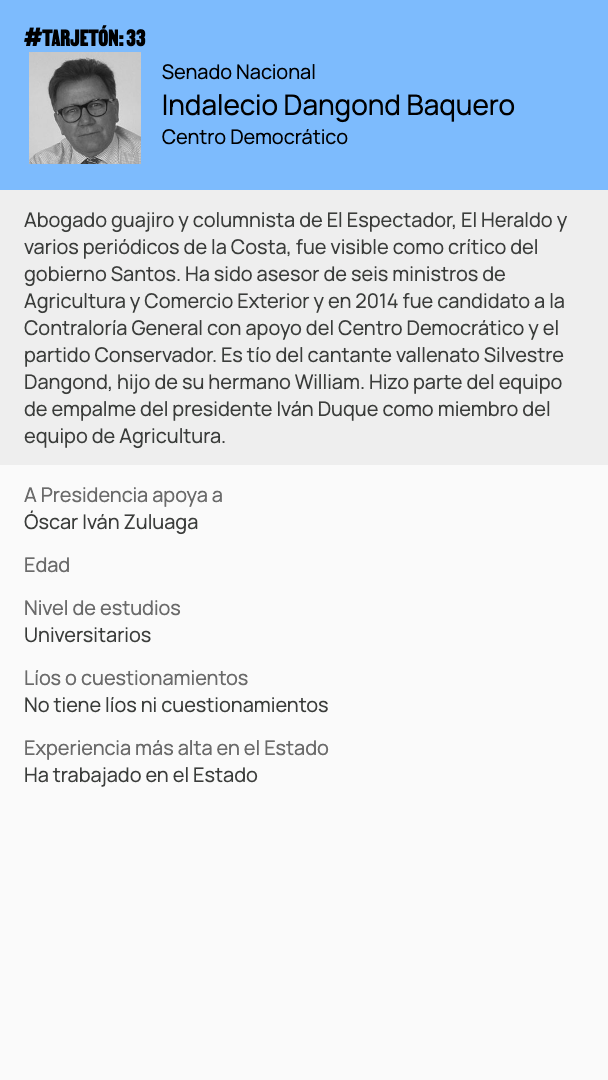 #TARJETÓN: 33
Senado Nacional
Indalecio Dangond Baquero
Centro Democrático
Abogado guajiro y columnista de El Espectador, El Heraldo y
varios periódicos de la Costa, fue visible como crítico del
gobierno Santos. Ha sido asesor de seis ministros de
Agricultura y Comercio Exterior y en 2014 fue candidato a la
Contraloría General con apoyo del Centro Democrático y el
partido Conservador. Es tío del cantante vallenato Silvestre
Dangond, hijo de su hermano William. Hizo parte del equipo
de empalme del presidente Iván Duque como miembro del
equipo de Agricultura.
A Presidencia apoya a
Óscar Iván Zuluaga
Edad
Nivel de estudios
Universitarios
Líos o cuestionamientos
No tiene líos ni cuestionamientos
Experiencia más alta en el Estado
Ha trabajado en el Estado